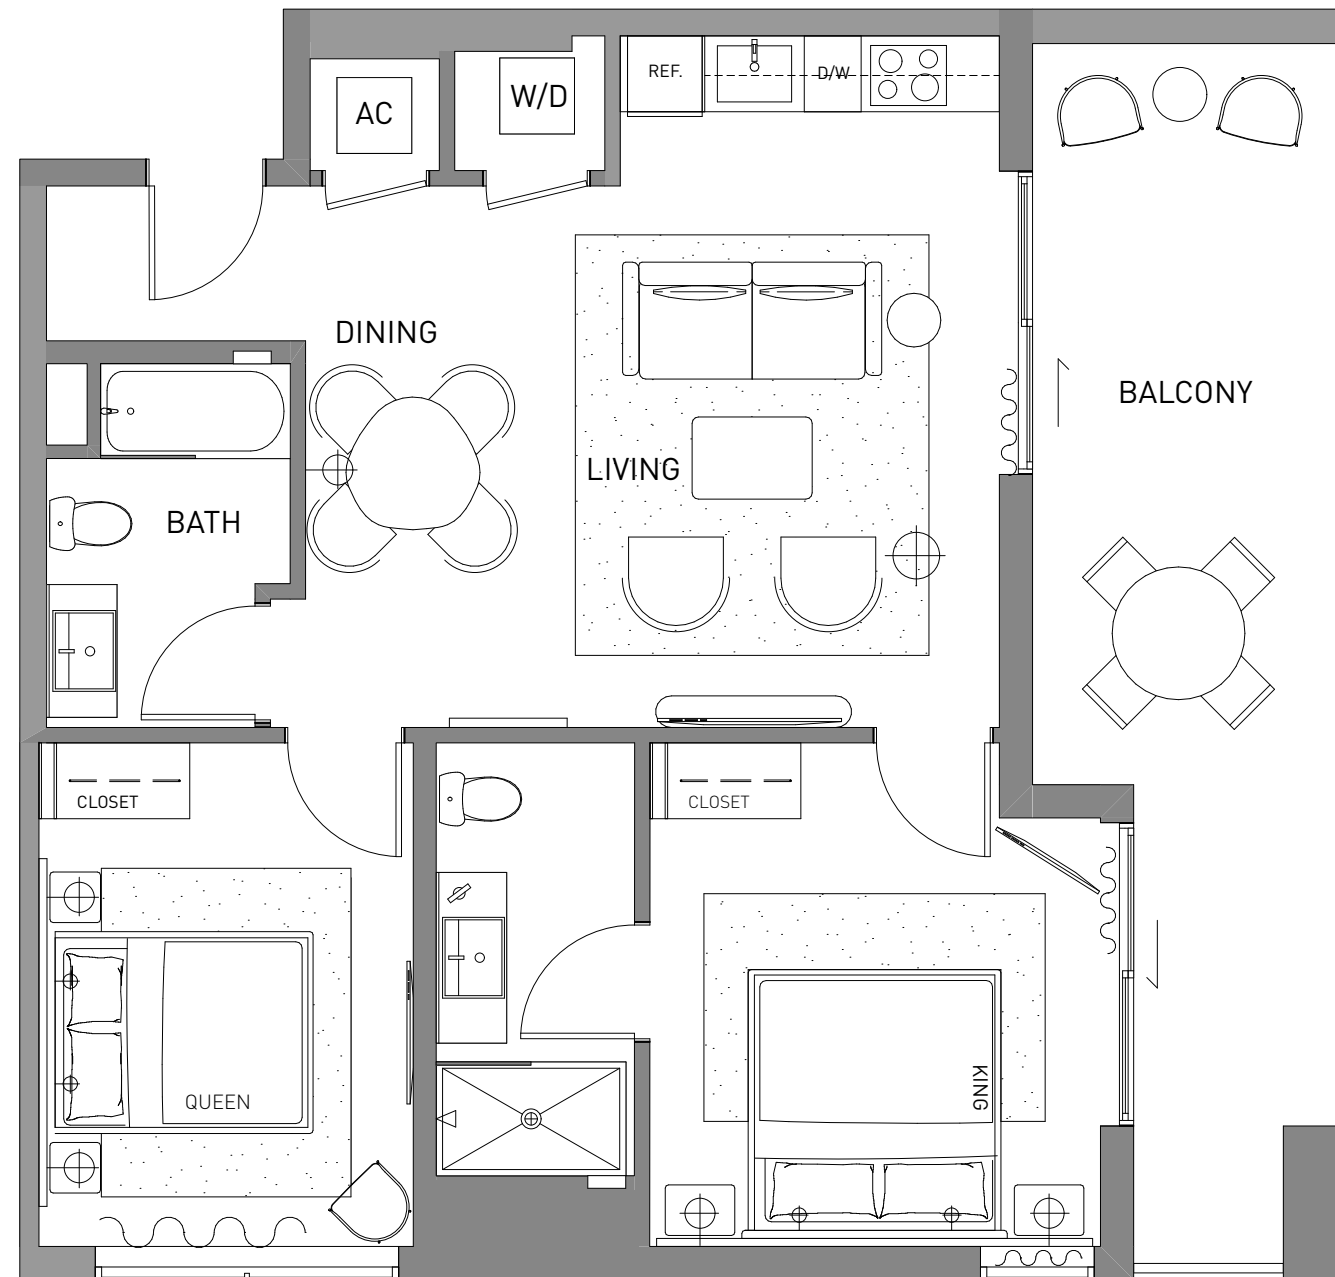 AC
W/D
REF.
D/W
DINING
BALCONY
LIVING
BATH
CLOSET
CLOSET
QUEEN
KING